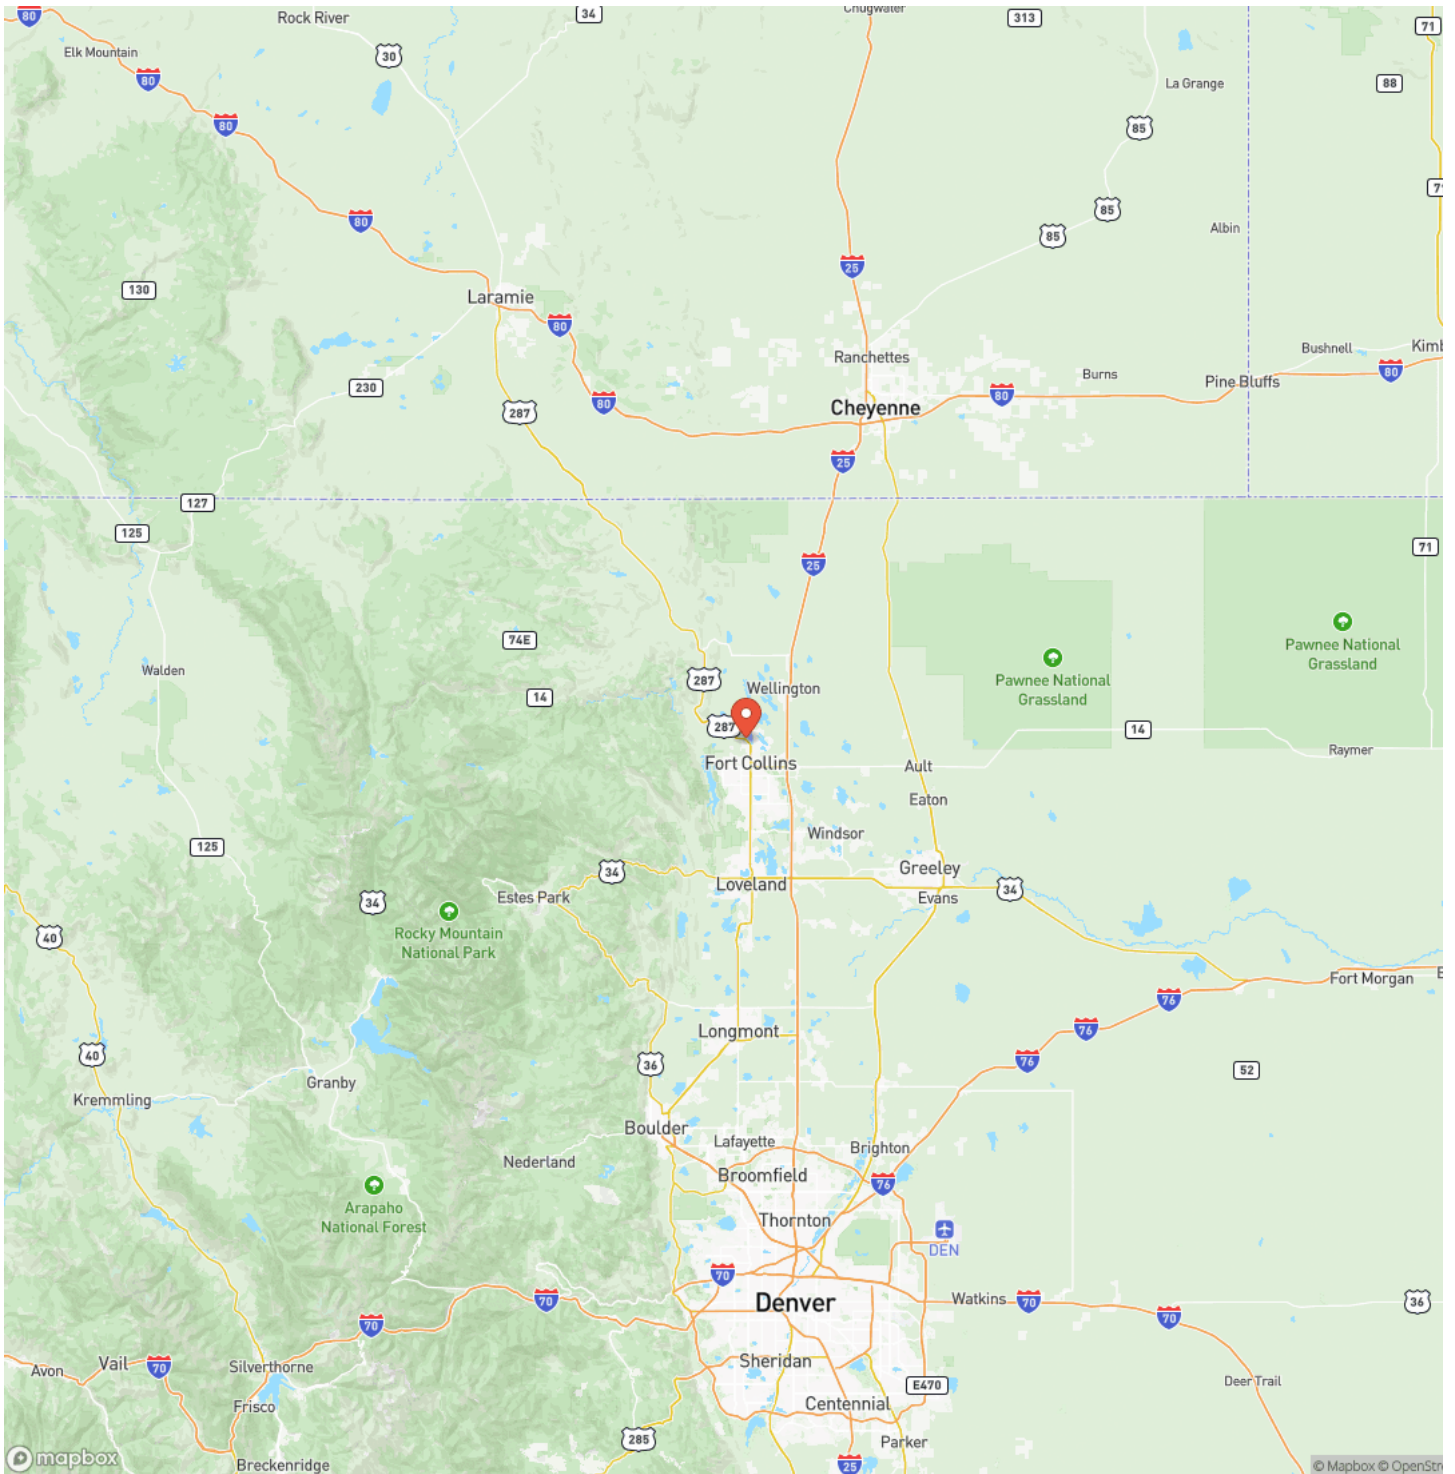 80
Rock River
34
Chugwater
313
71
Elk Mountain
30
80
La Grange
88
80
85
71
80
85
85
Albin
25
130
Laramie
80
Ranchettes
Bushnell
Kimb
230
80
Burns
Pine Bluffs
80
287
80
Cheyenne
25
127
125
25
71
74E
Pawnee National
Grassland
Pawnee National
Grassland
Walden
14
287
Wellington
287
14
Fort Collins
Ault
Raymer
Eaton
125
Windsor
34
Greeley
Loveland
34
Estes Park
34
Evans
40
Rocky Mountain
National Park
Fort Morgan
76
Longmont
76
40
36
76
52
Granby
Kremmling
Boulder
Lafayette
Brighton
Nederland
Broomfield
76
Arapaho
National Forest
Thornton
DEN
70
Denver
70
Watkins
70
70
36
70
Avon
Vail
70
Silverthorne
Sheridan
Deer Trail
E470
Frisco
Centennial
285
Parker
25
Breckenridge
mapbox
© Mapbox © OpenStr